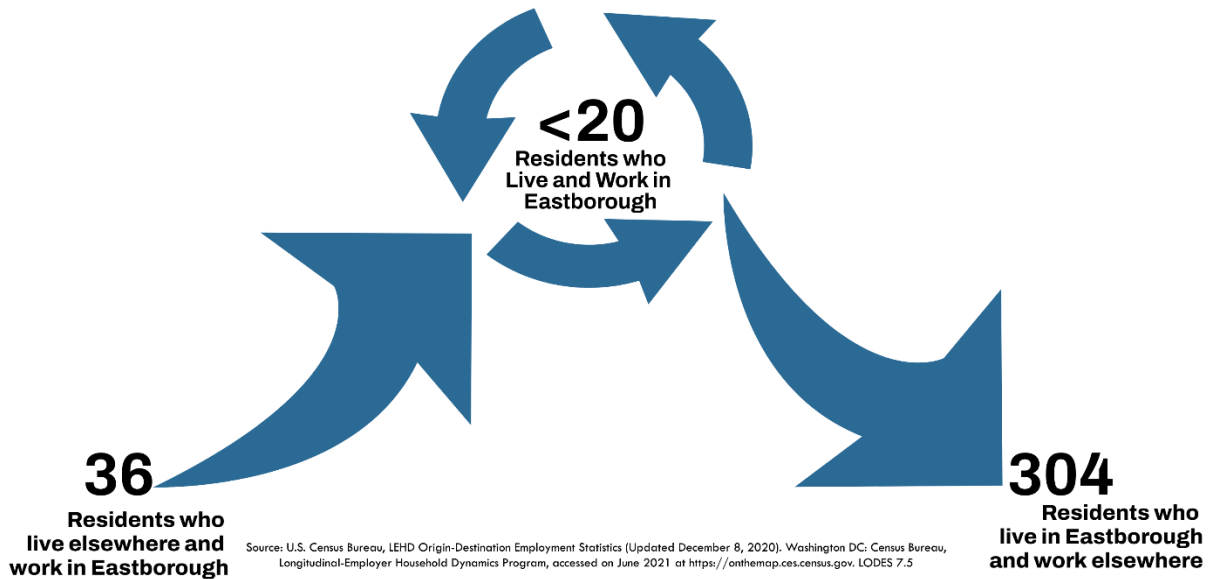 <20
Residents who
Live and Work in
Eastborough
36
Residents who
live elsewhere and
work in Eastborough
304
Residents who
live in Eastborough
and work elsewhere
Source: U.S. Census Bureau, LEHD Origin-Destination Employment Statistics (Updated December 8, 2020). Washington DC: Census Bureau,
Longitudinal-Employer Household Dynamics Program, accessed on June 2021 at https://onthemap.ces.census.gov. LODES 7.5